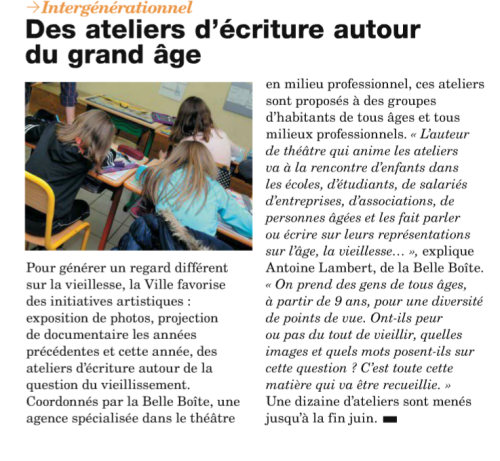 →Intergénérationnel
Des ateliers d’écriture autour
du grand âge
Pour générer un regard différent
sur la vieillesse, la Ville favorise
des initiatives artistiques :
exposition de photos, projection
de documentaire les années
précédentes et cette année, des
ateliers d’écriture autour de la
question du vieillissement.
Coordonnés par la Belle Boîte, une
agence spécialisée dans le théâtre
en milieu professionnel, ces ateliers
sont proposés à des groupes
d’habitants de tous âges et tous
milieux professionnels. « L’auteur
de théâtre qui anime les ateliers
va à la rencontre d’enfants dans
les écoles, d’étudiants, de salariés
d’entreprises, d’associations, de
personnes âgées et les fait parler
ou écrire sur leurs représentations
sur l’âge, la vieillesse… », explique
Antoine Lambert, de la Belle Boîte.
« On prend des gens de tous âges,
à partir de 9 ans, pour une diversité
de points de vue. Ont-ils peur
ou pas du tout de vieillir, quelles
images et quels mots posent-ils sur
cette question ? C’est toute cette
matière qui va être recueillie. »
Une dizaine d’ateliers sont menés
jusqu’à la fin juin.